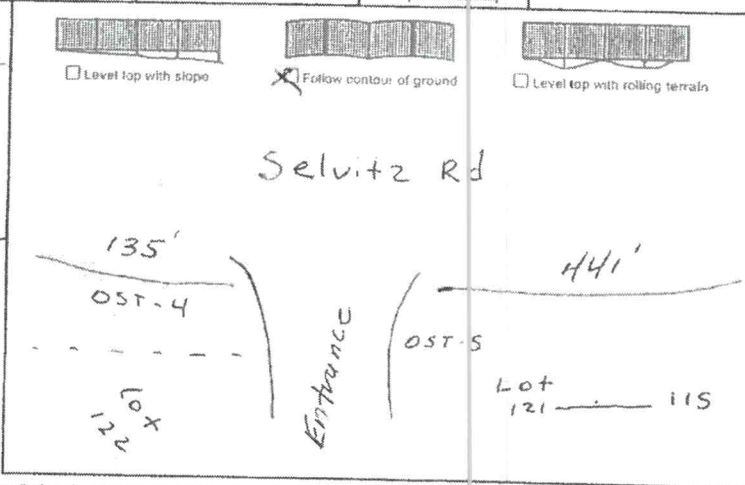 Level top with slope
Follow contour of ground
Level top with rolling terrain
Selvitz Rd
135'
441'
OST-4
OST-5
Entrance
Lot
121 115
Lot
122